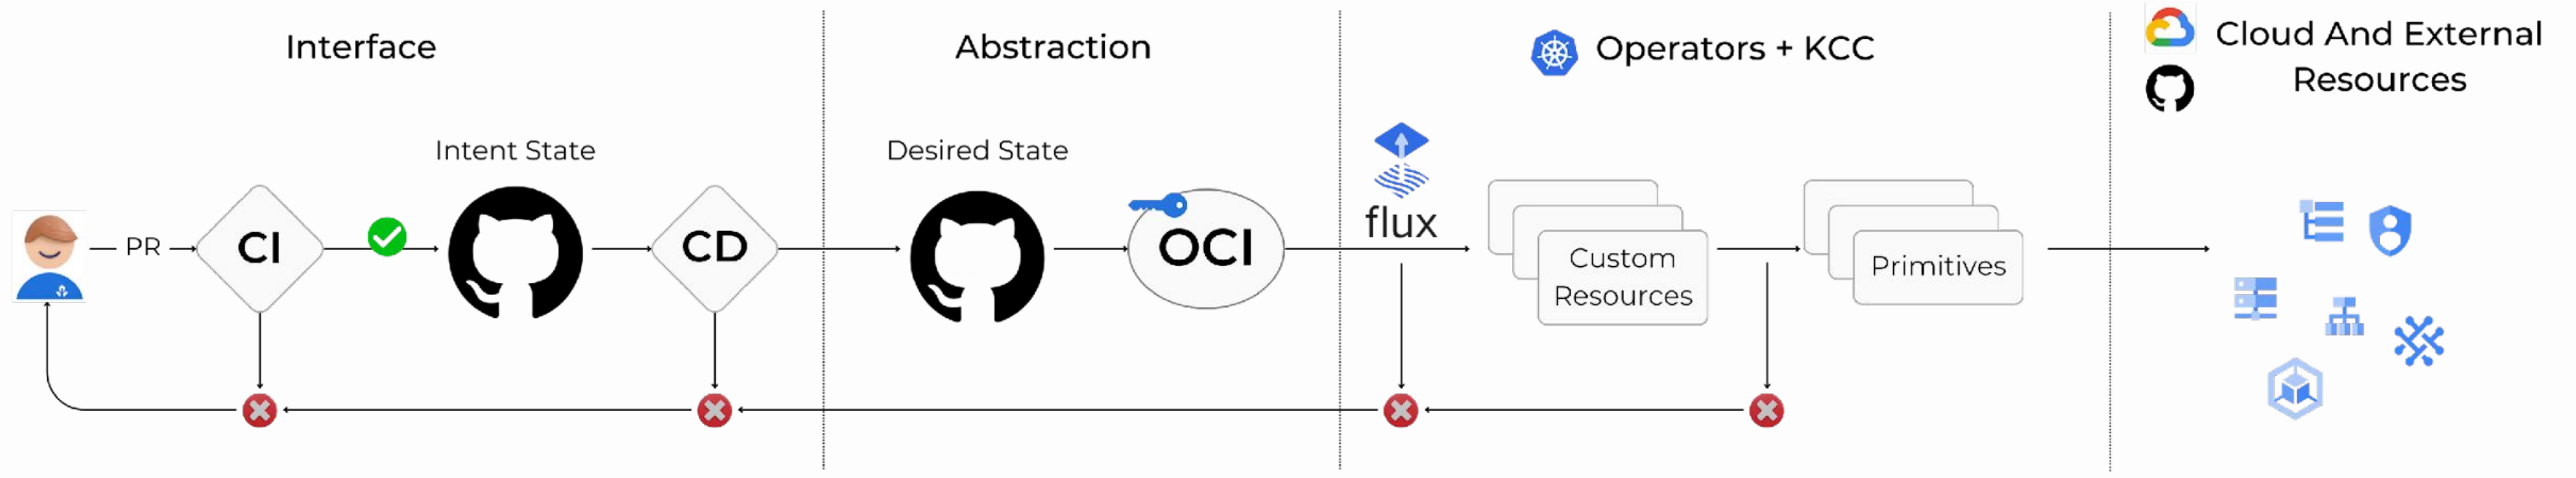 Interface
Abstraction
Operators + KCC
Cloud And External
Resources
Intent State
Desired State
PR
CI
CD
OCI
flux
Custom
Resources
Primitives